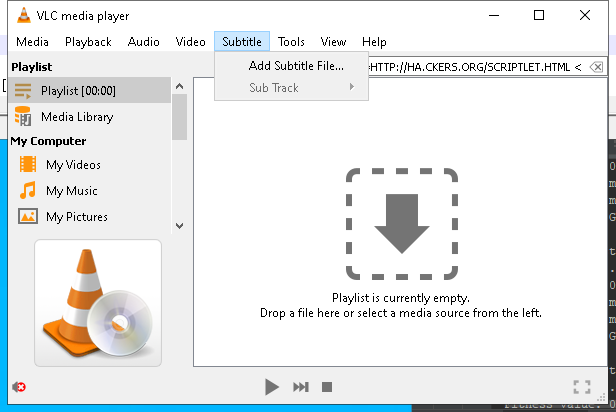 VLC media player
Media Playback Audio Video Subtitle Tools View Help
Playlist
=HTTP://HA.CKERS.ORG/SCRIPTLET.HTML <
Add Subtitle File...
Sub Track
Playlist [00:00]
Media Library
My Computer
My Videos
My Music
My Pictures
Playlist is currently empty.
Drop a file here or select a media source from the left.